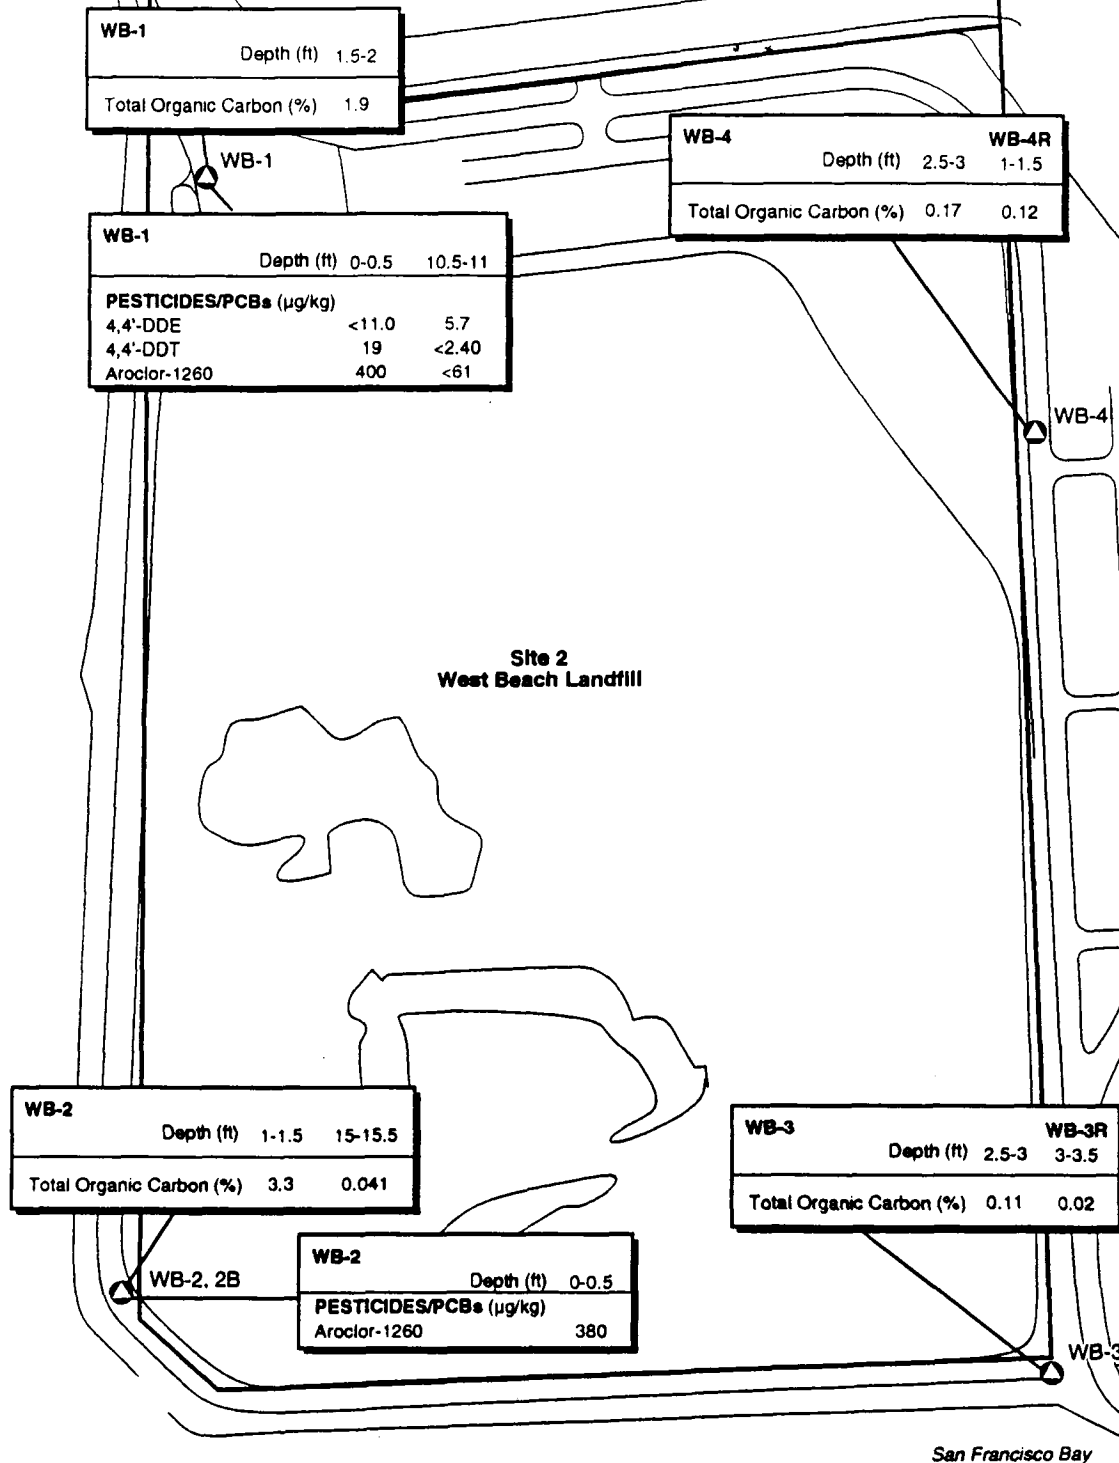 WB-1
Depth (ft) 1.5-2
Total Organic Carbon (%) 1.9
WB-1
WB-4 WB-4R
Depth (ft) 2.5-3 1-1.5
Total Organic Carbon (%) 0.17 0.12
WB-1
Depth (ft) 0-0.5 10.5-11
PESTICIDES/PCBs (µg/kg)
4,4'-DDE <11.0 5.7
4,4'-DDT 19 <2.40
Aroclor-1260 400 <61
WB-4
Site 2
West Beach Landfill
WB-2
Depth (ft) 1-1.5 15-15.5
Total Organic Carbon (%) 3.3 0.041
WB-3 WB-3R
Depth (ft) 2.5-3 3-3.5
Total Organic Carbon (%) 0.11 0.02
WB-2, 2B
WB-2
Depth (ft) 0-0.5
PESTICIDES/PCBs (µg/kg)
Aroclor-1260 380
WB-3
San Francisco Bay